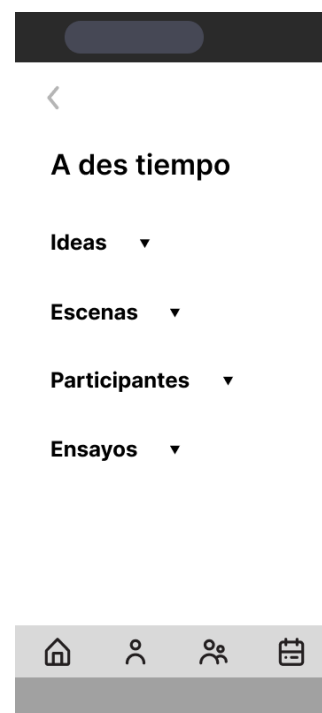 A des tiempo
Ideas ▼
Escenas ▼
Participantes ▼
Ensayos ▼